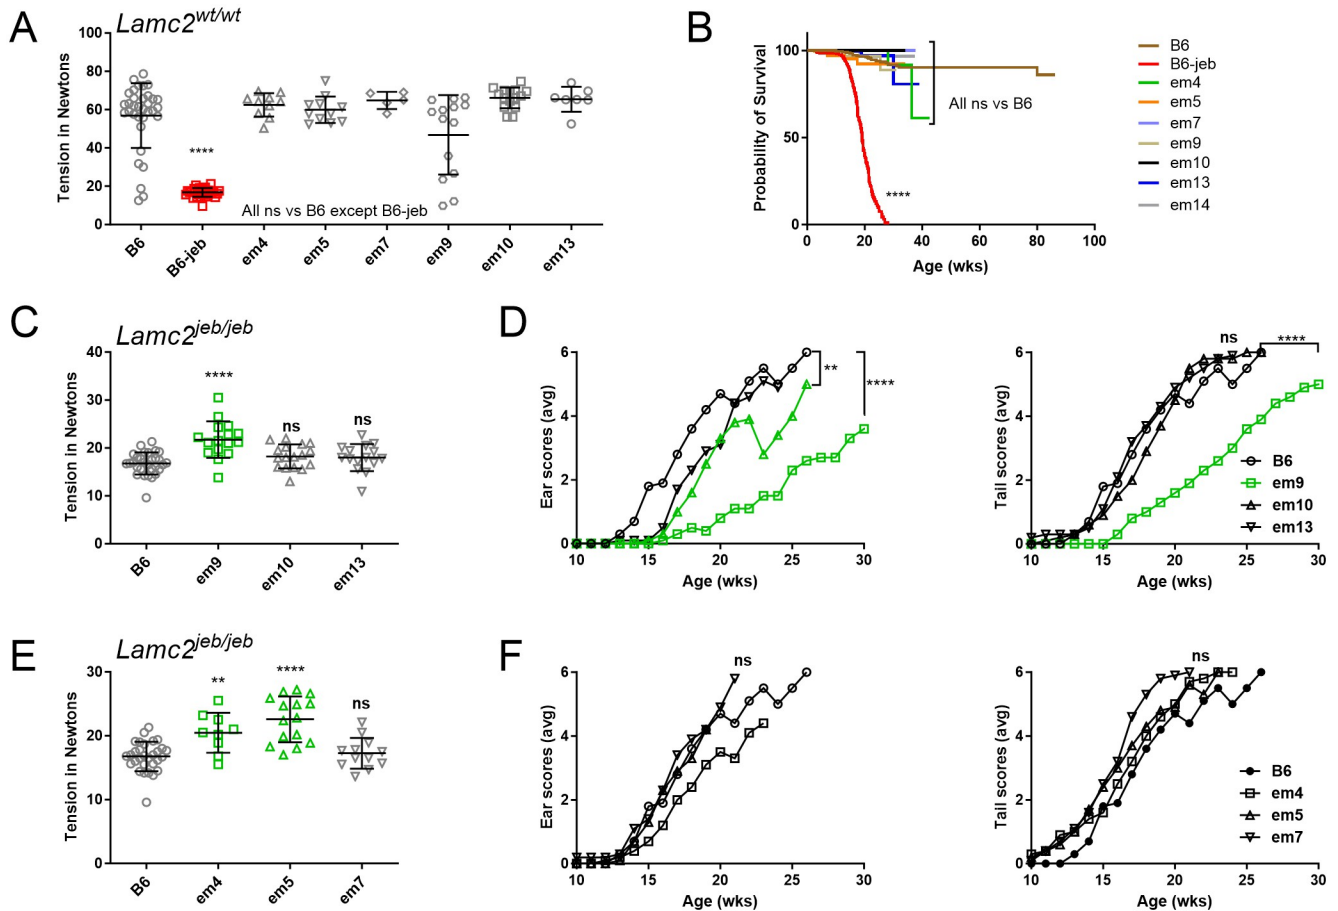 A
Lamc2wt/wt
Tension in Newtons
100
80
60
40
20
0
****
All ns vs B6 except B6-jeb
B6
B6-jeb
em4
em5
em7
em9
em10
em13
B
Probability of Survival
100
50
0
****
All ns vs B6
0
20
40
60
80
100
Age (wks)
B6
B6-jeb
em4
em5
em7
em9
em10
em13
em14
C
Lamc2jeb/jeb
Tension in Newtons
40
30
20
10
0
****
ns
ns
B6
em9
em10
em13
D
Ear scores (avg)
6
4
2
0
**
****
10
15
20
25
30
Age (wks)
Tail scores (avg)
6
4
2
0
ns
****
B6
em9
em10
em13
10
15
20
25
30
Age (wks)
E
Lamc2jeb/jeb
Tension in Newtons
30
20
10
0
**
****
ns
B6
em4
em5
em7
F
Ear scores (avg)
6
4
2
0
ns
10
15
20
25
30
Age (wks)
Tail scores (avg)
6
4
2
0
ns
B6
em4
em5
em7
10
15
20
25
30
Age (wks)